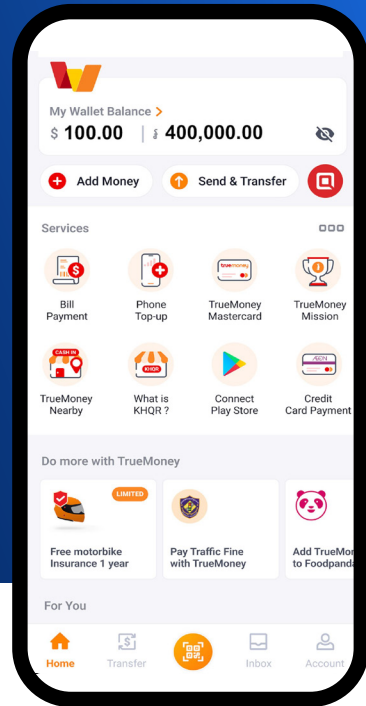 My Wallet Balance >
$ 100.00 | ៛ 400,000.00
Add Money
Send & Transfer
Services
Bill Payment
Phone Top-up
truemoney
TrueMoney Mastercard
TrueMoney Mission
CASH IN
TrueMoney Nearby
KHQR
What is KHQR ?
Connect Play Store
AEON
Credit Card Payment
Do more with TrueMoney
LIMITED
Free motorbike
Insurance 1 year
Pay Traffic Fine
with TrueMoney
Add TrueMon
to Foodpanda
For You
Home
Transfer
Inbox
Account